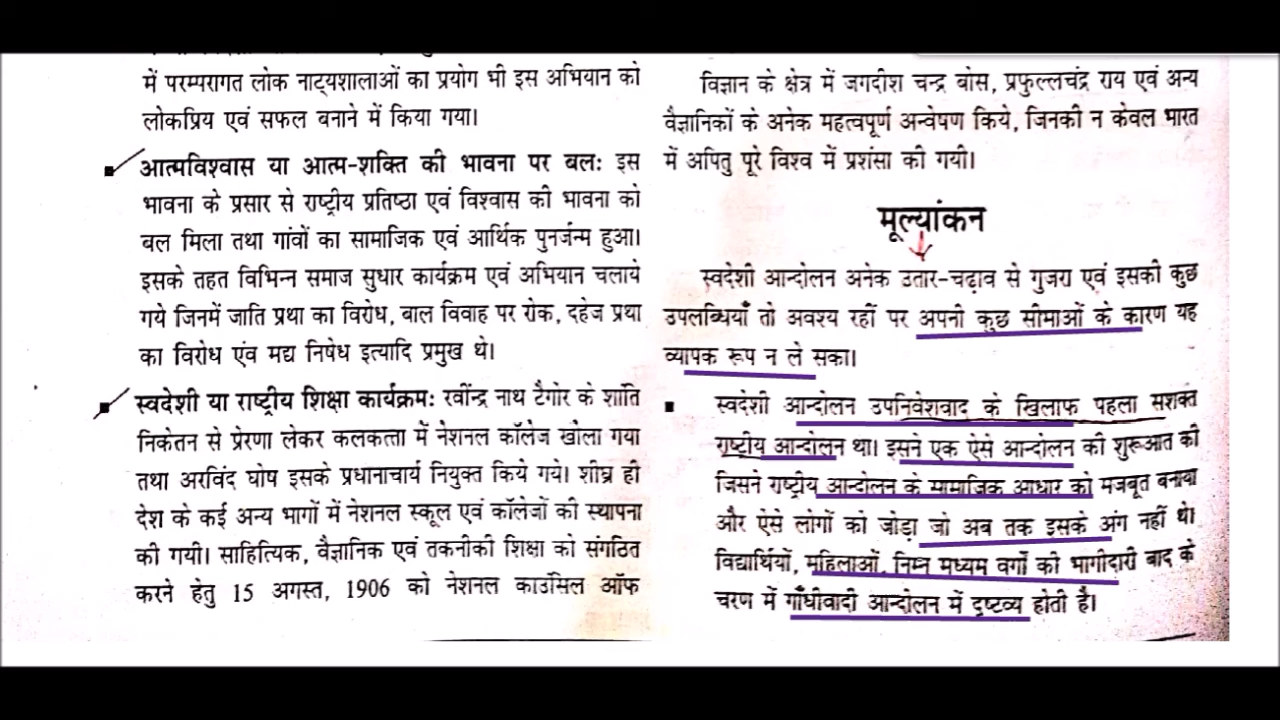 में परम्परागत लोक नाट्यशालाओं का प्रयोग भी इस अभियान को
लोकप्रिय एवं सफल बनाने में किया गया।
आत्मविश्वास या आत्म-शक्ति की भावना पर बलः इस
भावना के प्रसार से राष्ट्रीय प्रतिष्ठा एवं विश्वास की भावना को
बल मिला तथा गांवों का सामाजिक एवं आर्थिक पुनर्जन्म हुआ।
इसके तहत विभिन्न समाज सुधार कार्यक्रम एवं अभियान चलाये
गये जिनमें जाति प्रथा का विरोध, बाल विवाह पर रोक, दहेज प्रथा
का विरोध एंव मद्य निषेध इत्यादि प्रमुख थे।
स्वदेशी या राष्ट्रीय शिक्षा कार्यक्रमः रवींन्द्र नाथ टैगोर के शांति
निकेतन से प्रेरणा लेकर कलकत्ता में नेशनल कॉलेज खोला गया
तथा अरविंद घोष इसके प्रधानाचार्य नियुक्त किये गये। शीघ्र ही
देश के कई अन्य भागों में नेशनल स्कूल एवं कॉलेजों की स्थापना
की गयी। साहित्यिक, वैज्ञानिक एवं तकनीकी शिक्षा को संगठित
करने हेतु 15 अगस्त, 1906 को नेशनल काउंसिल ऑफ
विज्ञान के क्षेत्र में जगदीश चन्द्र बोस, प्रफुल्लचंद्र राय एवं अन्य
वैज्ञानिकों के अनेक महत्वपूर्ण अन्वेषण किये, जिनकी न केवल भारत
में अपितु पूरे विश्व में प्रशंसा की गयी।
मूल्यांकन
स्वदेशी आन्दोलन अनेक उतार-चढ़ाव से गुजरा एवं इसकी कुछ
उपलब्धियाँ तो अवश्य रहीं पर अपनी कुछ सीमाओं के कारण यह
व्यापक रूप न ले सका।
स्वदेशी आन्दोलन उपनिवेशवाद के खिलाफ पहला सशक्त
राष्ट्रीय आन्दोलन था। इसने एक ऐसे आन्दोलन की शुरूआत की
जिसने राष्ट्रीय आन्दोलन के सामाजिक आधार को मजबूत बनाया
और ऐसे लोगों को जोड़ा जो अब तक इसके अंग नहीं थे।
विद्यार्थियों, महिलाओं, निम्न मध्यम वर्गों की भागीदारी बाद के
चरण में गाँधीवादी आन्दोलन में दृष्टव्य होती है।